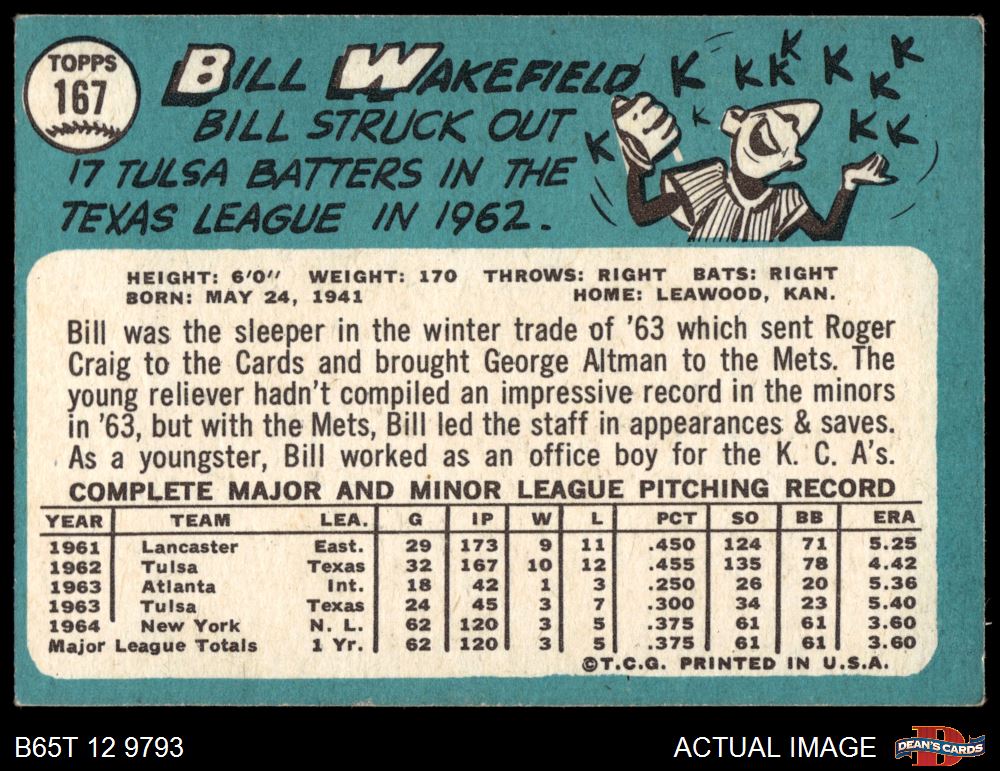 TOPPS
167
BILL WAKEFIELD
BILL STRUCK OUT
17 TULSA BATTERS IN THE
TEXAS LEAGUE IN 1962.
K K K K K K K K K K
HEIGHT: 6'0" WEIGHT: 170 THROWS: RIGHT BATS: RIGHT
BORN: MAY 24, 1941 HOME: LEAWOOD, KAN.
Bill was the sleeper in the winter trade of '63 which sent Roger
Craig to the Cards and brought George Altman to the Mets. The
young reliever hadn't compiled an impressive record in the minors
in '63, but with the Mets, Bill led the staff in appearances & saves.
As a youngster, Bill worked as an office boy for the K. C. A's.
COMPLETE MAJOR AND MINOR LEAGUE PITCHING RECORD
YEAR TEAM LEA. G IP W L PCT SO BB ERA
1961 Lancaster East. 29 173 9 11 .450 124 71 5.25
1962 Tulsa Texas 32 167 10 12 .455 135 78 4.42
1963 Atlanta Int. 18 42 1 3 .250 26 20 5.36
1963 Tulsa Texas 24 45 3 7 .300 34 23 5.40
1964 New York N. L. 62 120 3 5 .375 61 61 3.60
Major League Totals 1 Yr. 62 120 3 5 .375 61 61 3.60
©T.C.G. PRINTED IN U.S.A.
B65T 12 9793 ACTUAL IMAGE D DEAN'S CARDS